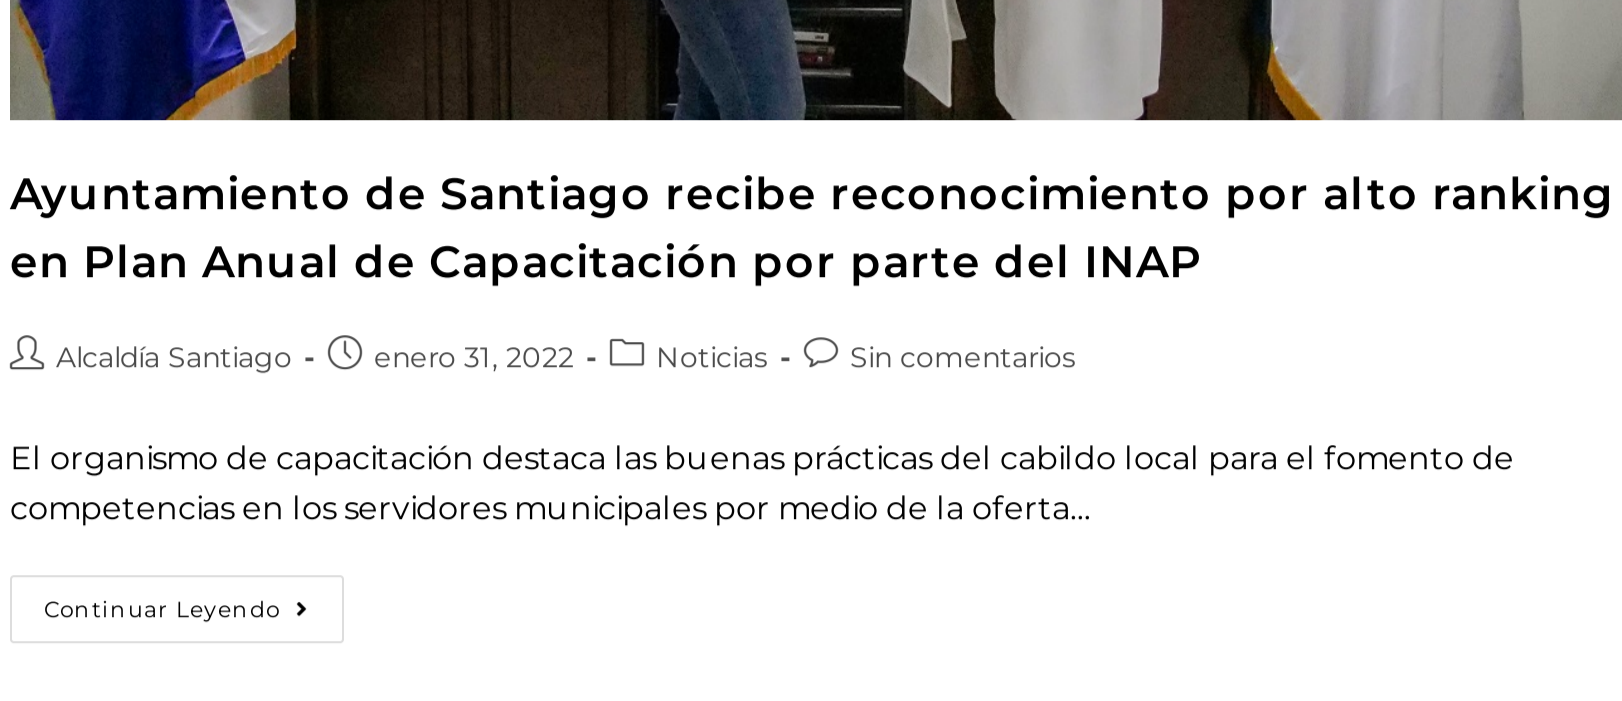 Ayuntamiento de Santiago recibe reconocimiento por alto ranking
en Plan Anual de Capacitación por parte del INAP
Alcaldía Santiago - enero 31, 2022 - Noticias - Sin comentarios
El organismo de capacitación destaca las buenas prácticas del cabildo local para el fomento de
competencias en los servidores municipales por medio de la oferta...
Continuar Leyendo